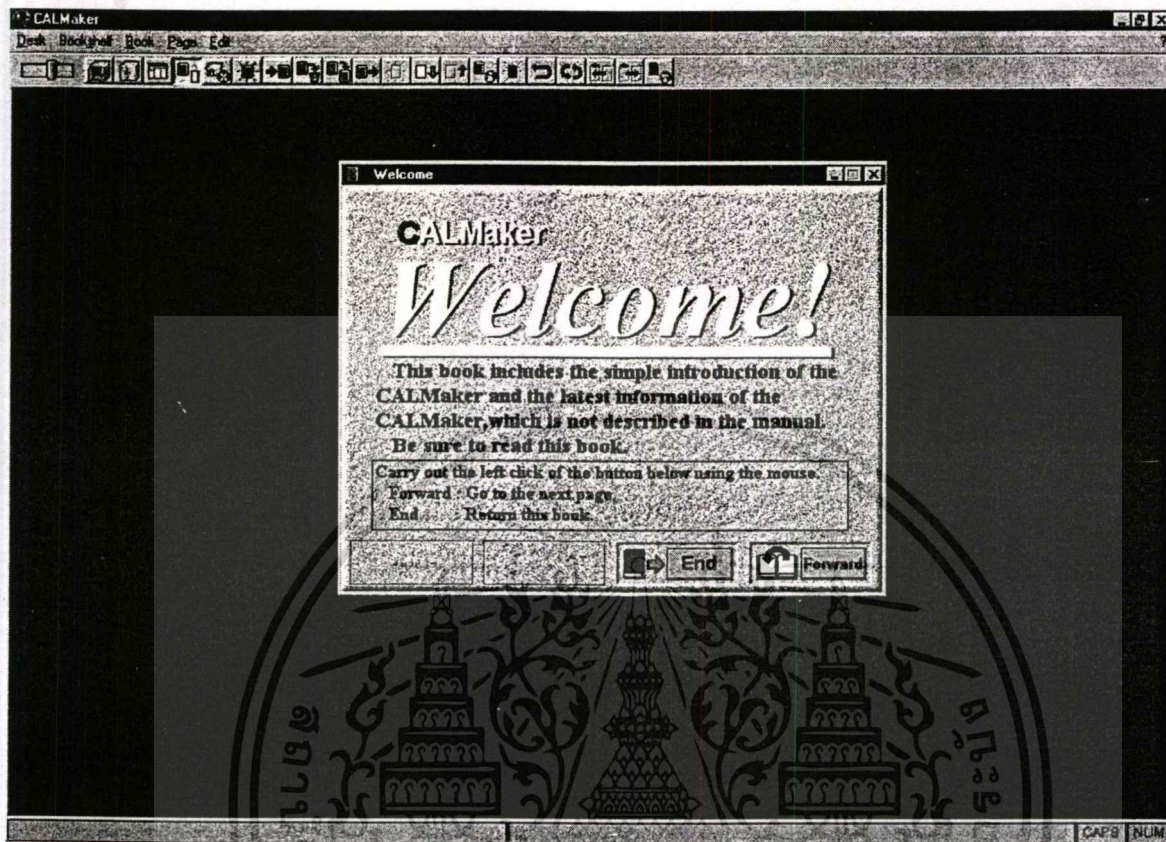 CALMaker
Desk Bookshelf Book Page Edit ?
Welcome
CALMaker
Welcome!
This book includes the simple introduction of the
CALMaker and the latest information of the
CALMaker,which is not described in the manual.
Be sure to read this book.
Carry out the left click of the button below using the mouse.
Forward : Go to the next page.
End : Return this book.
End Forward
CAPS NUM